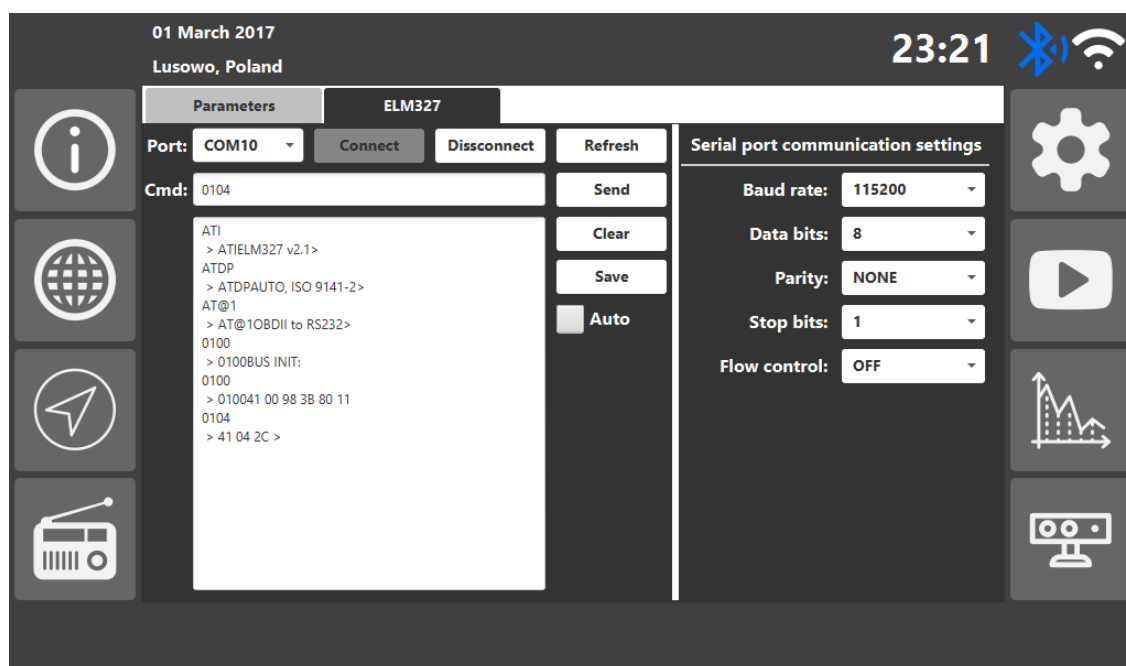 01 March 2017
Lusowo, Poland
23:21
Parameters
ELM327
Port: COM10 Connect Dissconnect Refresh
Cmd: 0104 Send
ATI
> ATIELM327 v2.1>
ATDP
> ATDPAUTO, ISO 9141-2>
AT@1
> AT@1OBDII to RS232>
0100
> 0100BUS INIT:
0100
> 010041 00 98 3B 80 11
0104
> 41 04 2C >
Clear
Save
Auto
Serial port communication settings
Baud rate: 115200
Data bits: 8
Parity: NONE
Stop bits: 1
Flow control: OFF